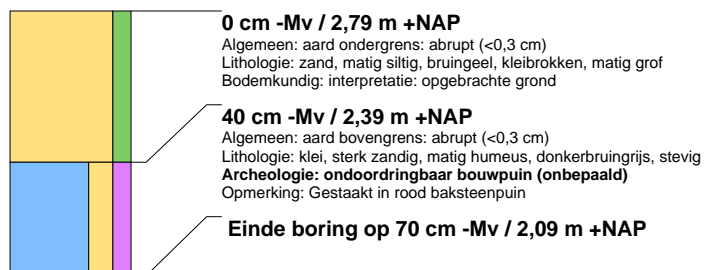 0 cm -Mv / 2,79 m +NAP
Algemeen: aard ondergrens: abrupt (<0,3 cm)
Lithologie: zand, matig siltig, bruingeel, kleibrokken, matig grof
Bodemkundig: interpretatie: opgebrachte grond
40 cm -Mv / 2,39 m +NAP
Algemeen: aard bovengrens: abrupt (<0,3 cm)
Lithologie: klei, sterk zandig, matig humeus, donkerbruingrijs, stevig
Archeologie: ondoordringbaar bouwpuin (onbepaald)
Opmerking: Gestaakt in rood baksteenpuin
Einde boring op 70 cm -Mv / 2,09 m +NAP